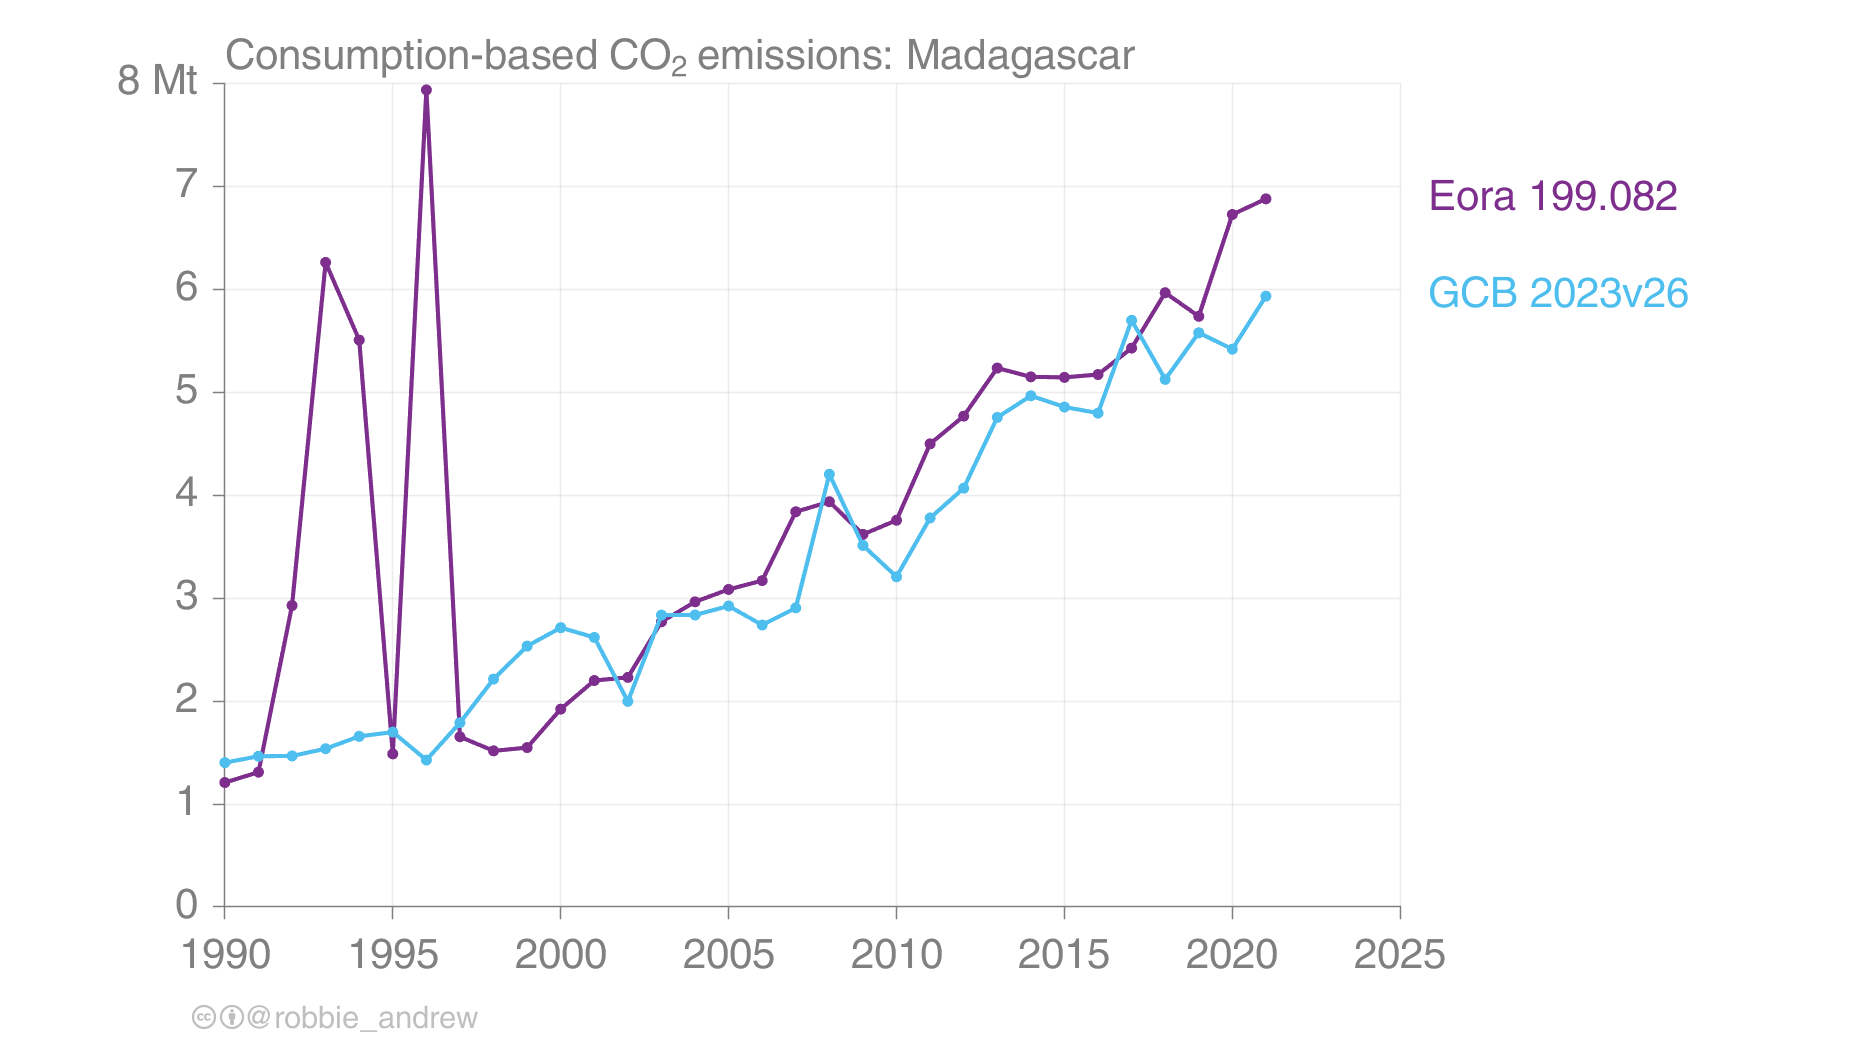 Consumption-based CO₂ emissions: Madagascar
8 Mt
7
6
5
4
3
2
1
0
1990 1995 2000 2005 2010 2015 2020 2025
Eora 199.082
GCB 2023v26
@robbie_andrew